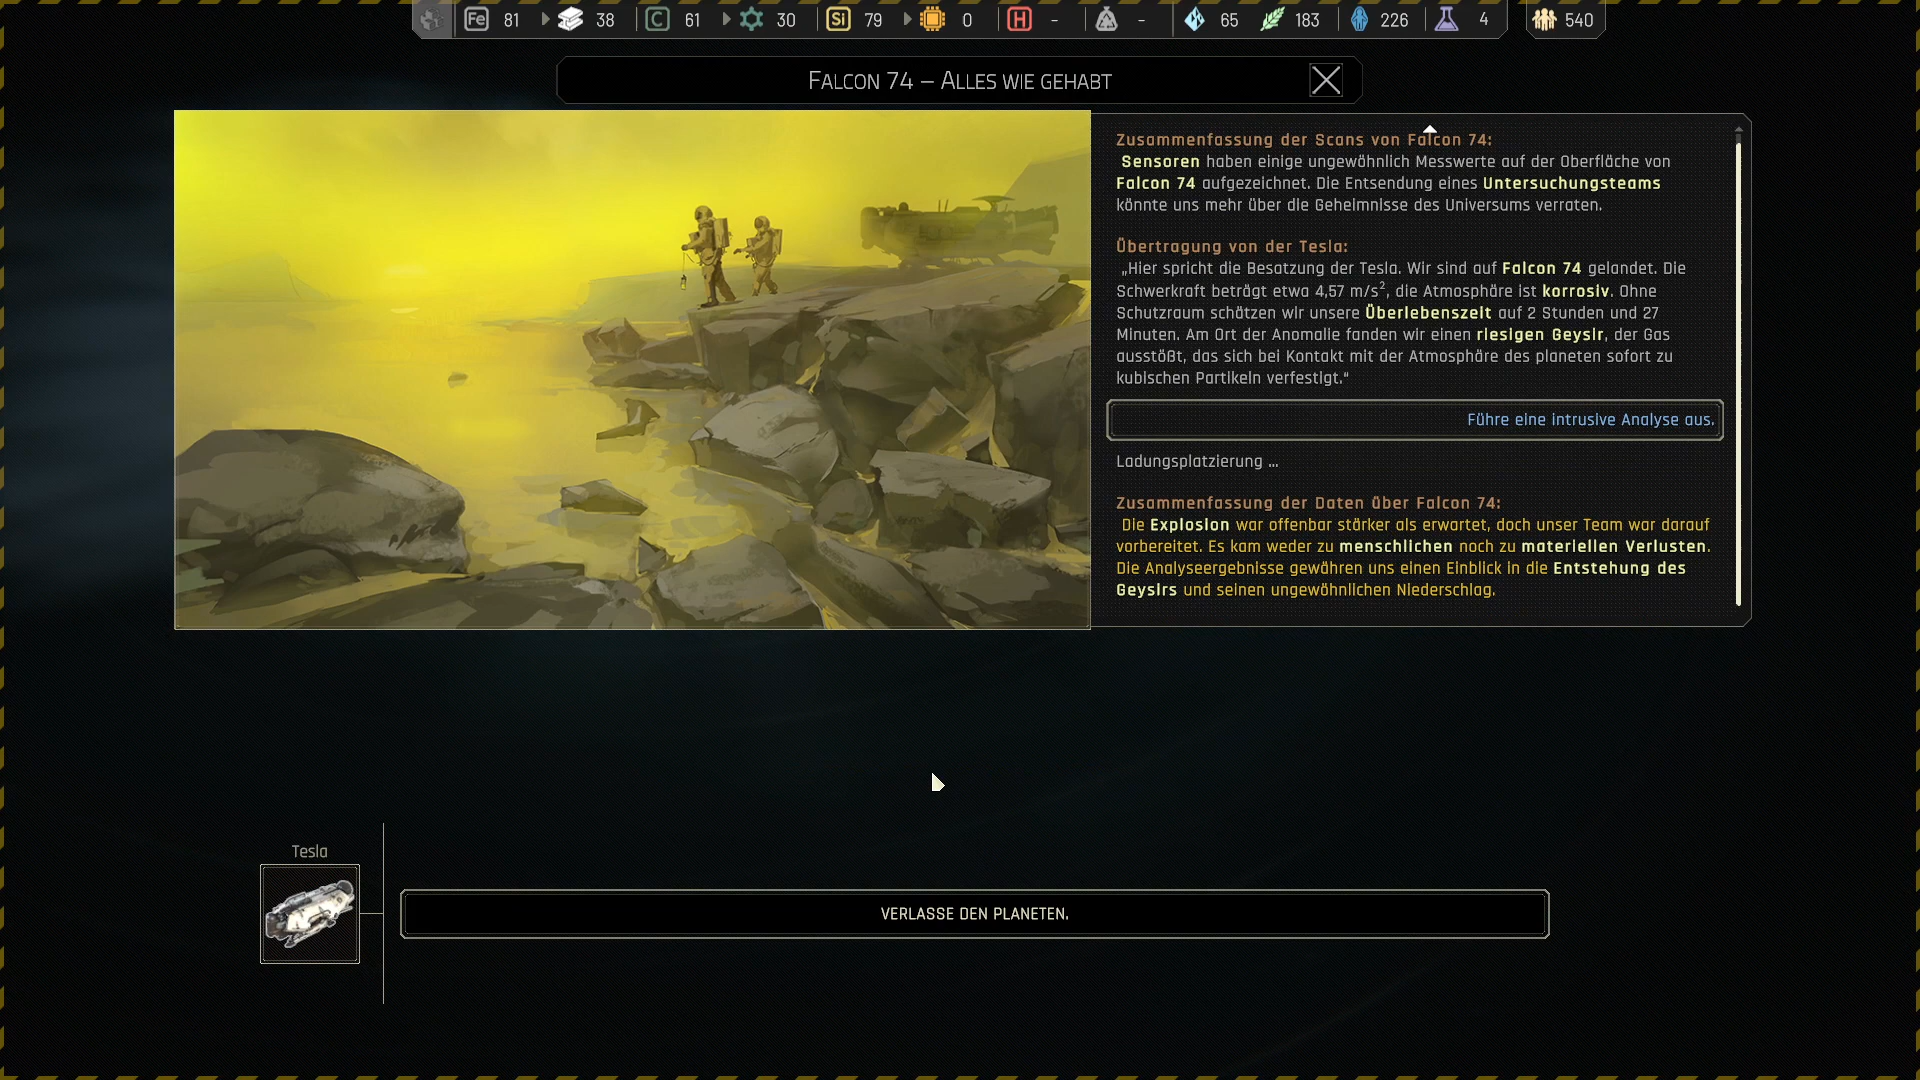 Fe 81 38 C 61 30 Si 79 0 H - - 65 183 226 4 540
Falcon 74 – Alles wie gehabt
Zusammenfassung der Scans von Falcon 74:
Sensoren haben einige ungewöhnlich Messwerte auf der Oberfläche von
Falcon 74 aufgezeichnet. Die Entsendung eines Untersuchungsteams
könnte uns mehr über die Geheimnisse des Universums verraten.
Übertragung von der Tesla:
„Hier spricht die Besatzung der Tesla. Wir sind auf Falcon 74 gelandet. Die
Schwerkraft beträgt etwa 4,57 m/s², die Atmosphäre ist korrosiv. Ohne
Schutzraum schätzen wir unsere Überlebenszeit auf 2 Stunden und 27
Minuten. Am Ort der Anomalie fanden wir einen riesigen Geysir, der Gas
ausstößt, das sich bei Kontakt mit der Atmosphäre des planeten sofort zu
kubischen Partikeln verfestigt."
Führe eine intrusive Analyse aus.
Ladungsplatzierung ...
Zusammenfassung der Daten über Falcon 74:
Die Explosion war offenbar stärker als erwartet, doch unser Team war darauf
vorbereitet. Es kam weder zu menschlichen noch zu materiellen Verlusten.
Die Analyseergebnisse gewähren uns einen Einblick in die Entstehung des
Geysirs und seinen ungewöhnlichen Niederschlag.
Tesla
VERLASSE DEN PLANETEN.